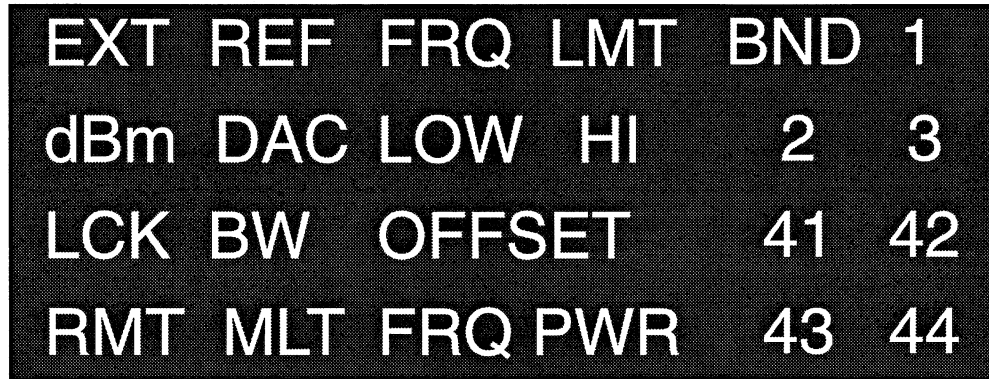 EXT REF FRQ LMT BND 1
dBm DAC LOW HI 2 3
LCK BW OFFSET 41 42
RMT MLT FRQ PWR 43 44